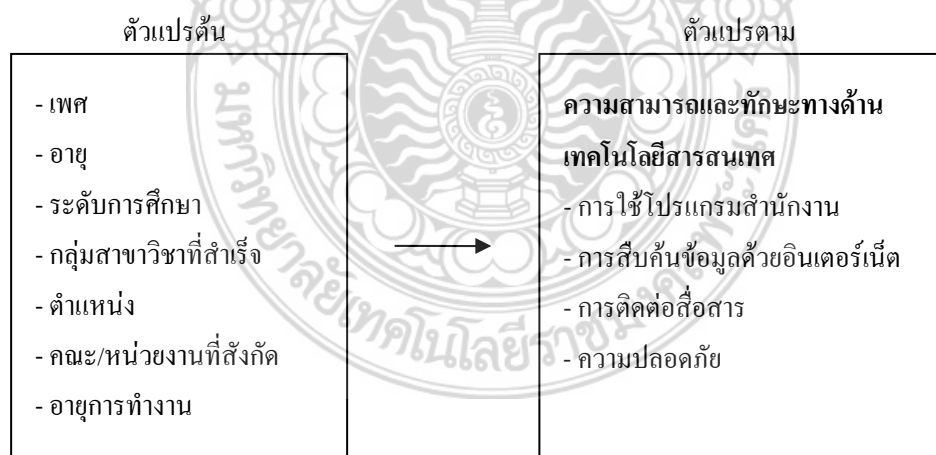 ตัวแปรต้น
- เพศ
- อายุ
- ระดับการศึกษา
- กลุ่มสาขาวิชาที่สำเร็จ
- ตำแหน่ง
- คณะ/หน่วยงานที่สังกัด
- อายุการทำงาน
ตัวแปรตาม
ความสามารถและทักษะทางด้าน
เทคโนโลยีสารสนเทศ
- การใช้โปรแกรมสำนักงาน
- การสืบค้นข้อมูลด้วยอินเตอร์เน็ต
- การติดต่อสื่อสาร
- ความปลอดภัย